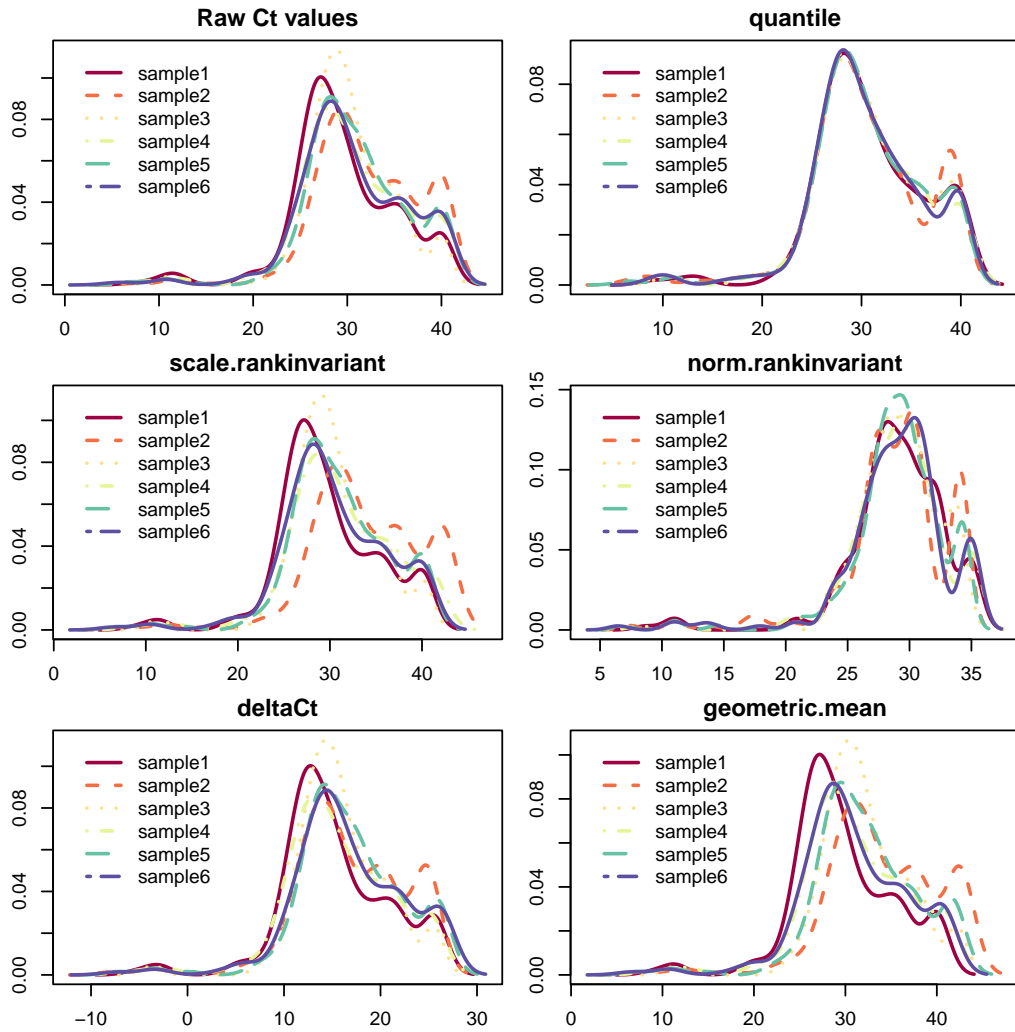 Raw Ct values
sample1
sample2
sample3
sample4
sample5
sample6
0.00
0.04
0.08
0
10
20
30
40
quantile
sample1
sample2
sample3
sample4
sample5
sample6
0.00
0.04
0.08
10
20
30
40
scale.rankinvariant
sample1
sample2
sample3
sample4
sample5
sample6
0.00
0.04
0.08
0
10
20
30
40
norm.rankinvariant
sample1
sample2
sample3
sample4
sample5
sample6
0.00
0.05
0.10
0.15
5
10
15
20
25
30
35
deltaCt
sample1
sample2
sample3
sample4
sample5
sample6
0.00
0.04
0.08
−10
0
10
20
30
geometric.mean
sample1
sample2
sample3
sample4
sample5
sample6
0.00
0.04
0.08
0
10
20
30
40